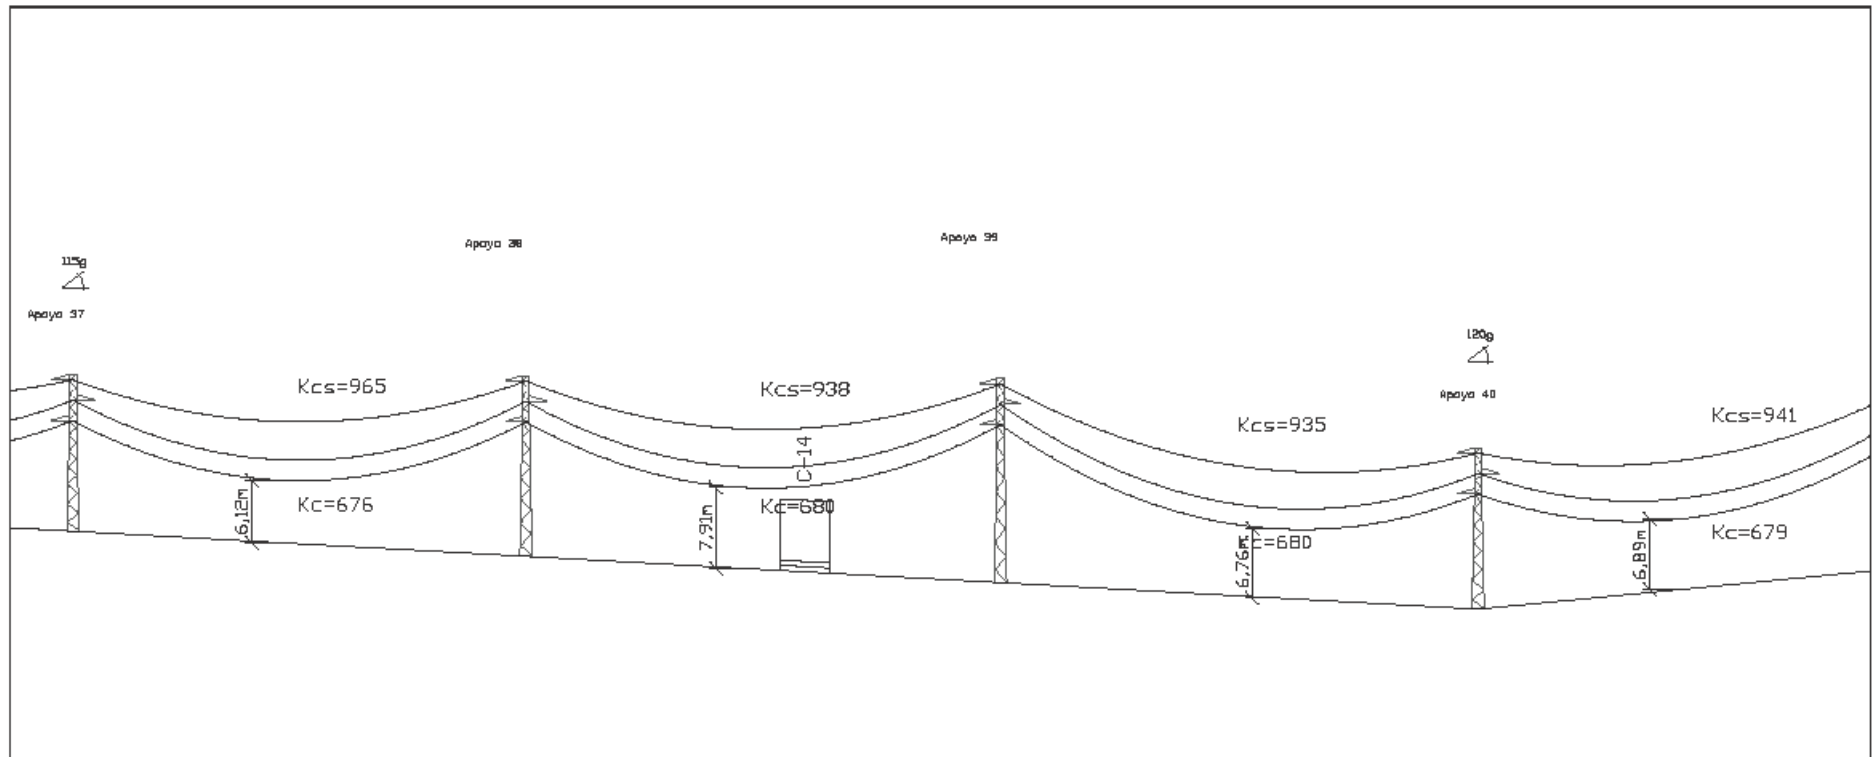 Apoyo 38
Apoyo 39
115g
Apoyo 37
120g
Apoyo 40
Kcs=965
Kcs=938
Kcs=935
Kcs=941
C-14
Kc=676
Kc=680
Kc=680
Kc=679
6,12m
7,91m
6,76m
6,89m